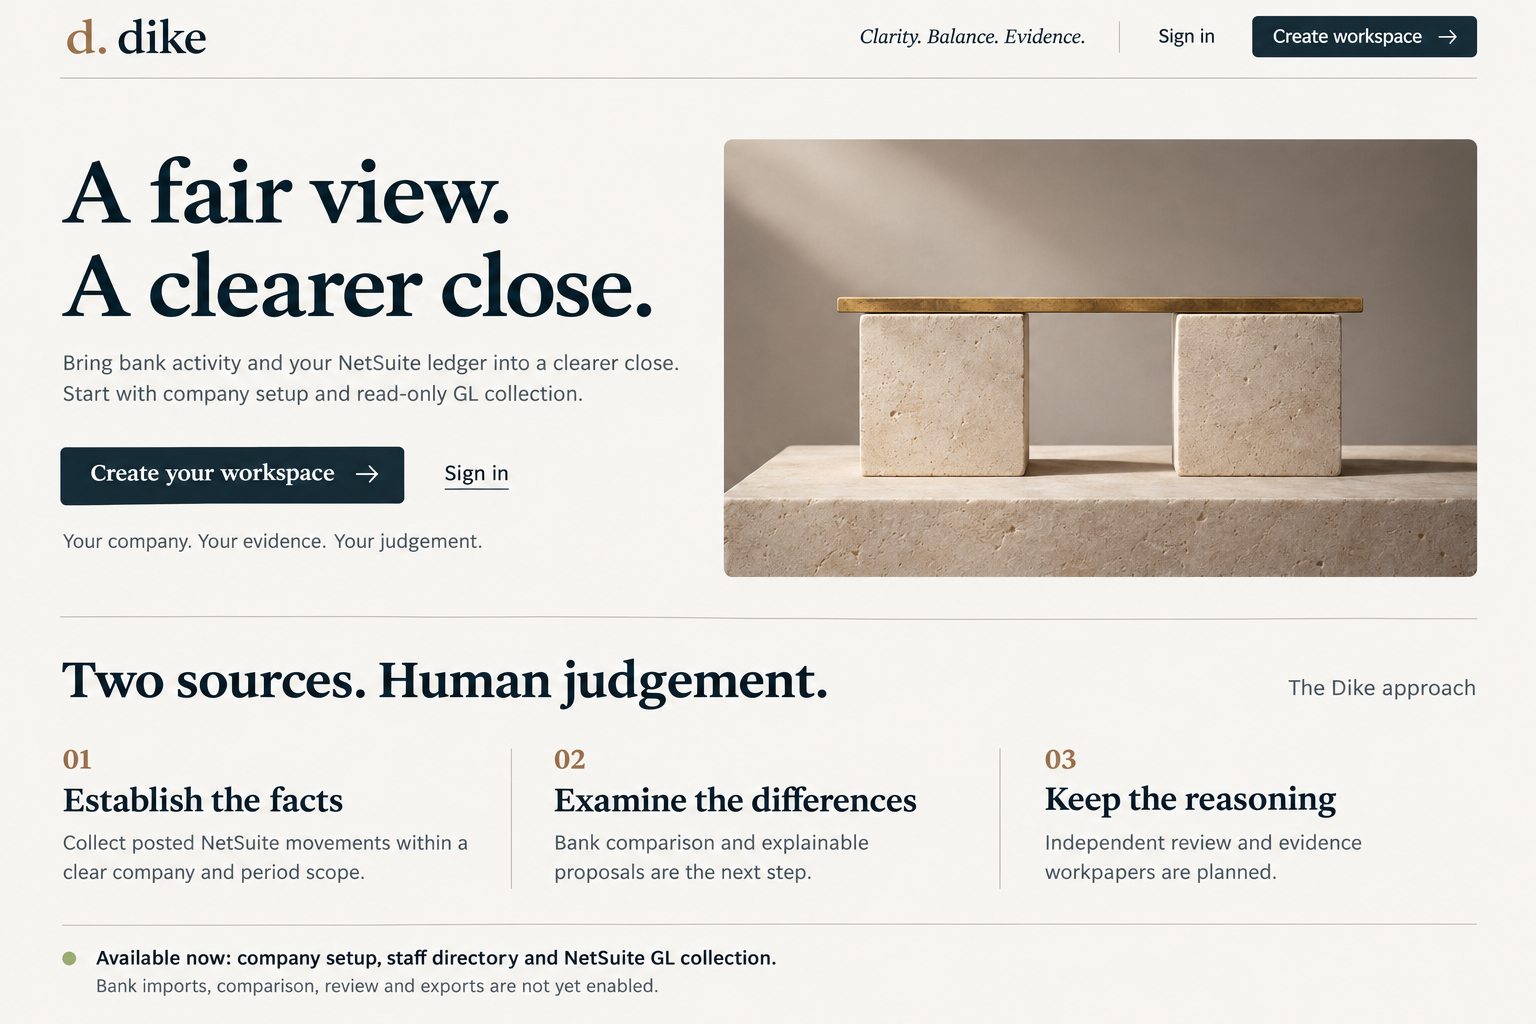 d. dike
Clarity. Balance. Evidence.
Sign in
Create workspace →
A fair view.
A clearer close.
Bring bank activity and your NetSuite ledger into a clearer close.
Start with company setup and read-only GL collection.
Create your workspace →
Sign in
Your company. Your evidence. Your judgement.
Two sources. Human judgement.
The Dike approach
01
Establish the facts
Collect posted NetSuite movements within a
clear company and period scope.
02
Examine the differences
Bank comparison and explainable
proposals are the next step.
03
Keep the reasoning
Independent review and evidence
workpapers are planned.
Available now: company setup, staff directory and NetSuite GL collection.
Bank imports, comparison, review and exports are not yet enabled.